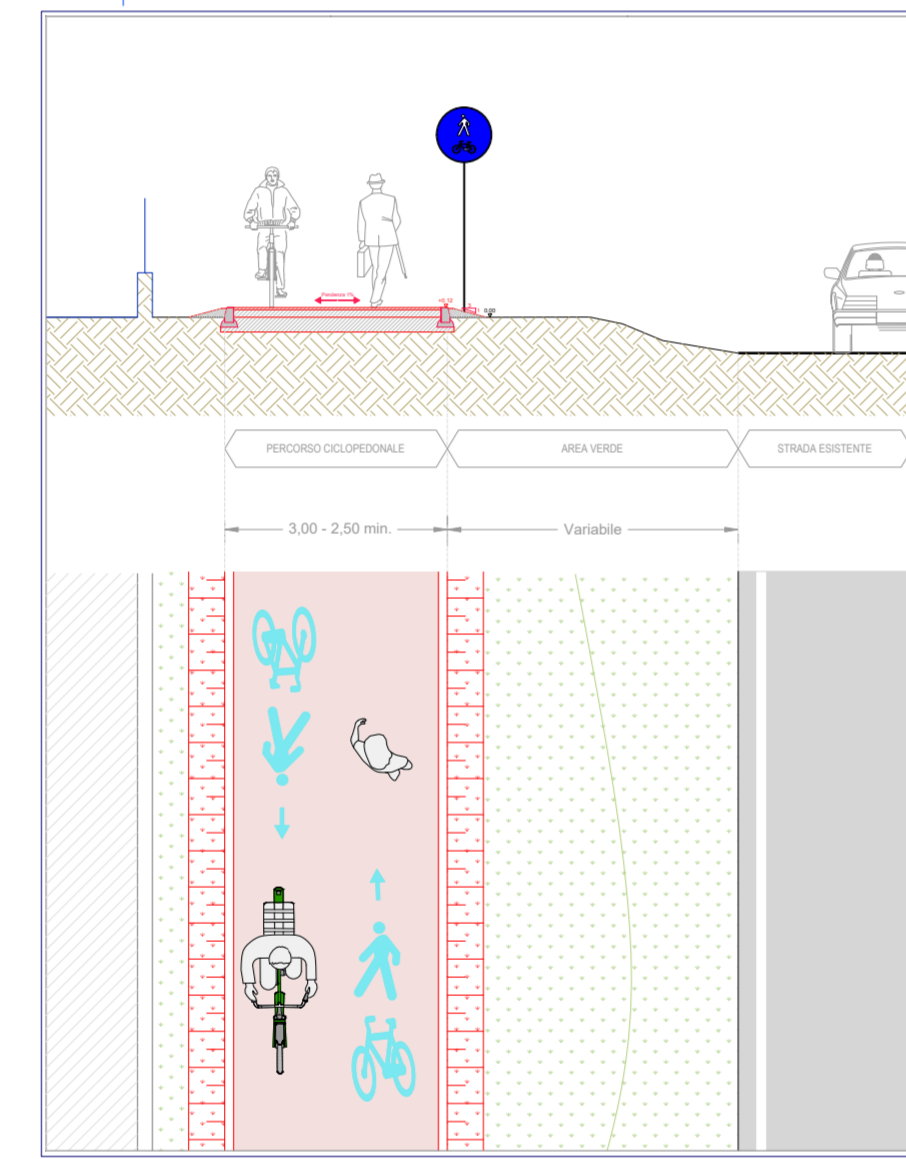 Pendenza 1%
+0.12
0.00
PERCORSO CICLOPEDONALE
AREA VERDE
STRADA ESISTENTE
3,00 - 2,50 min.
Variabile